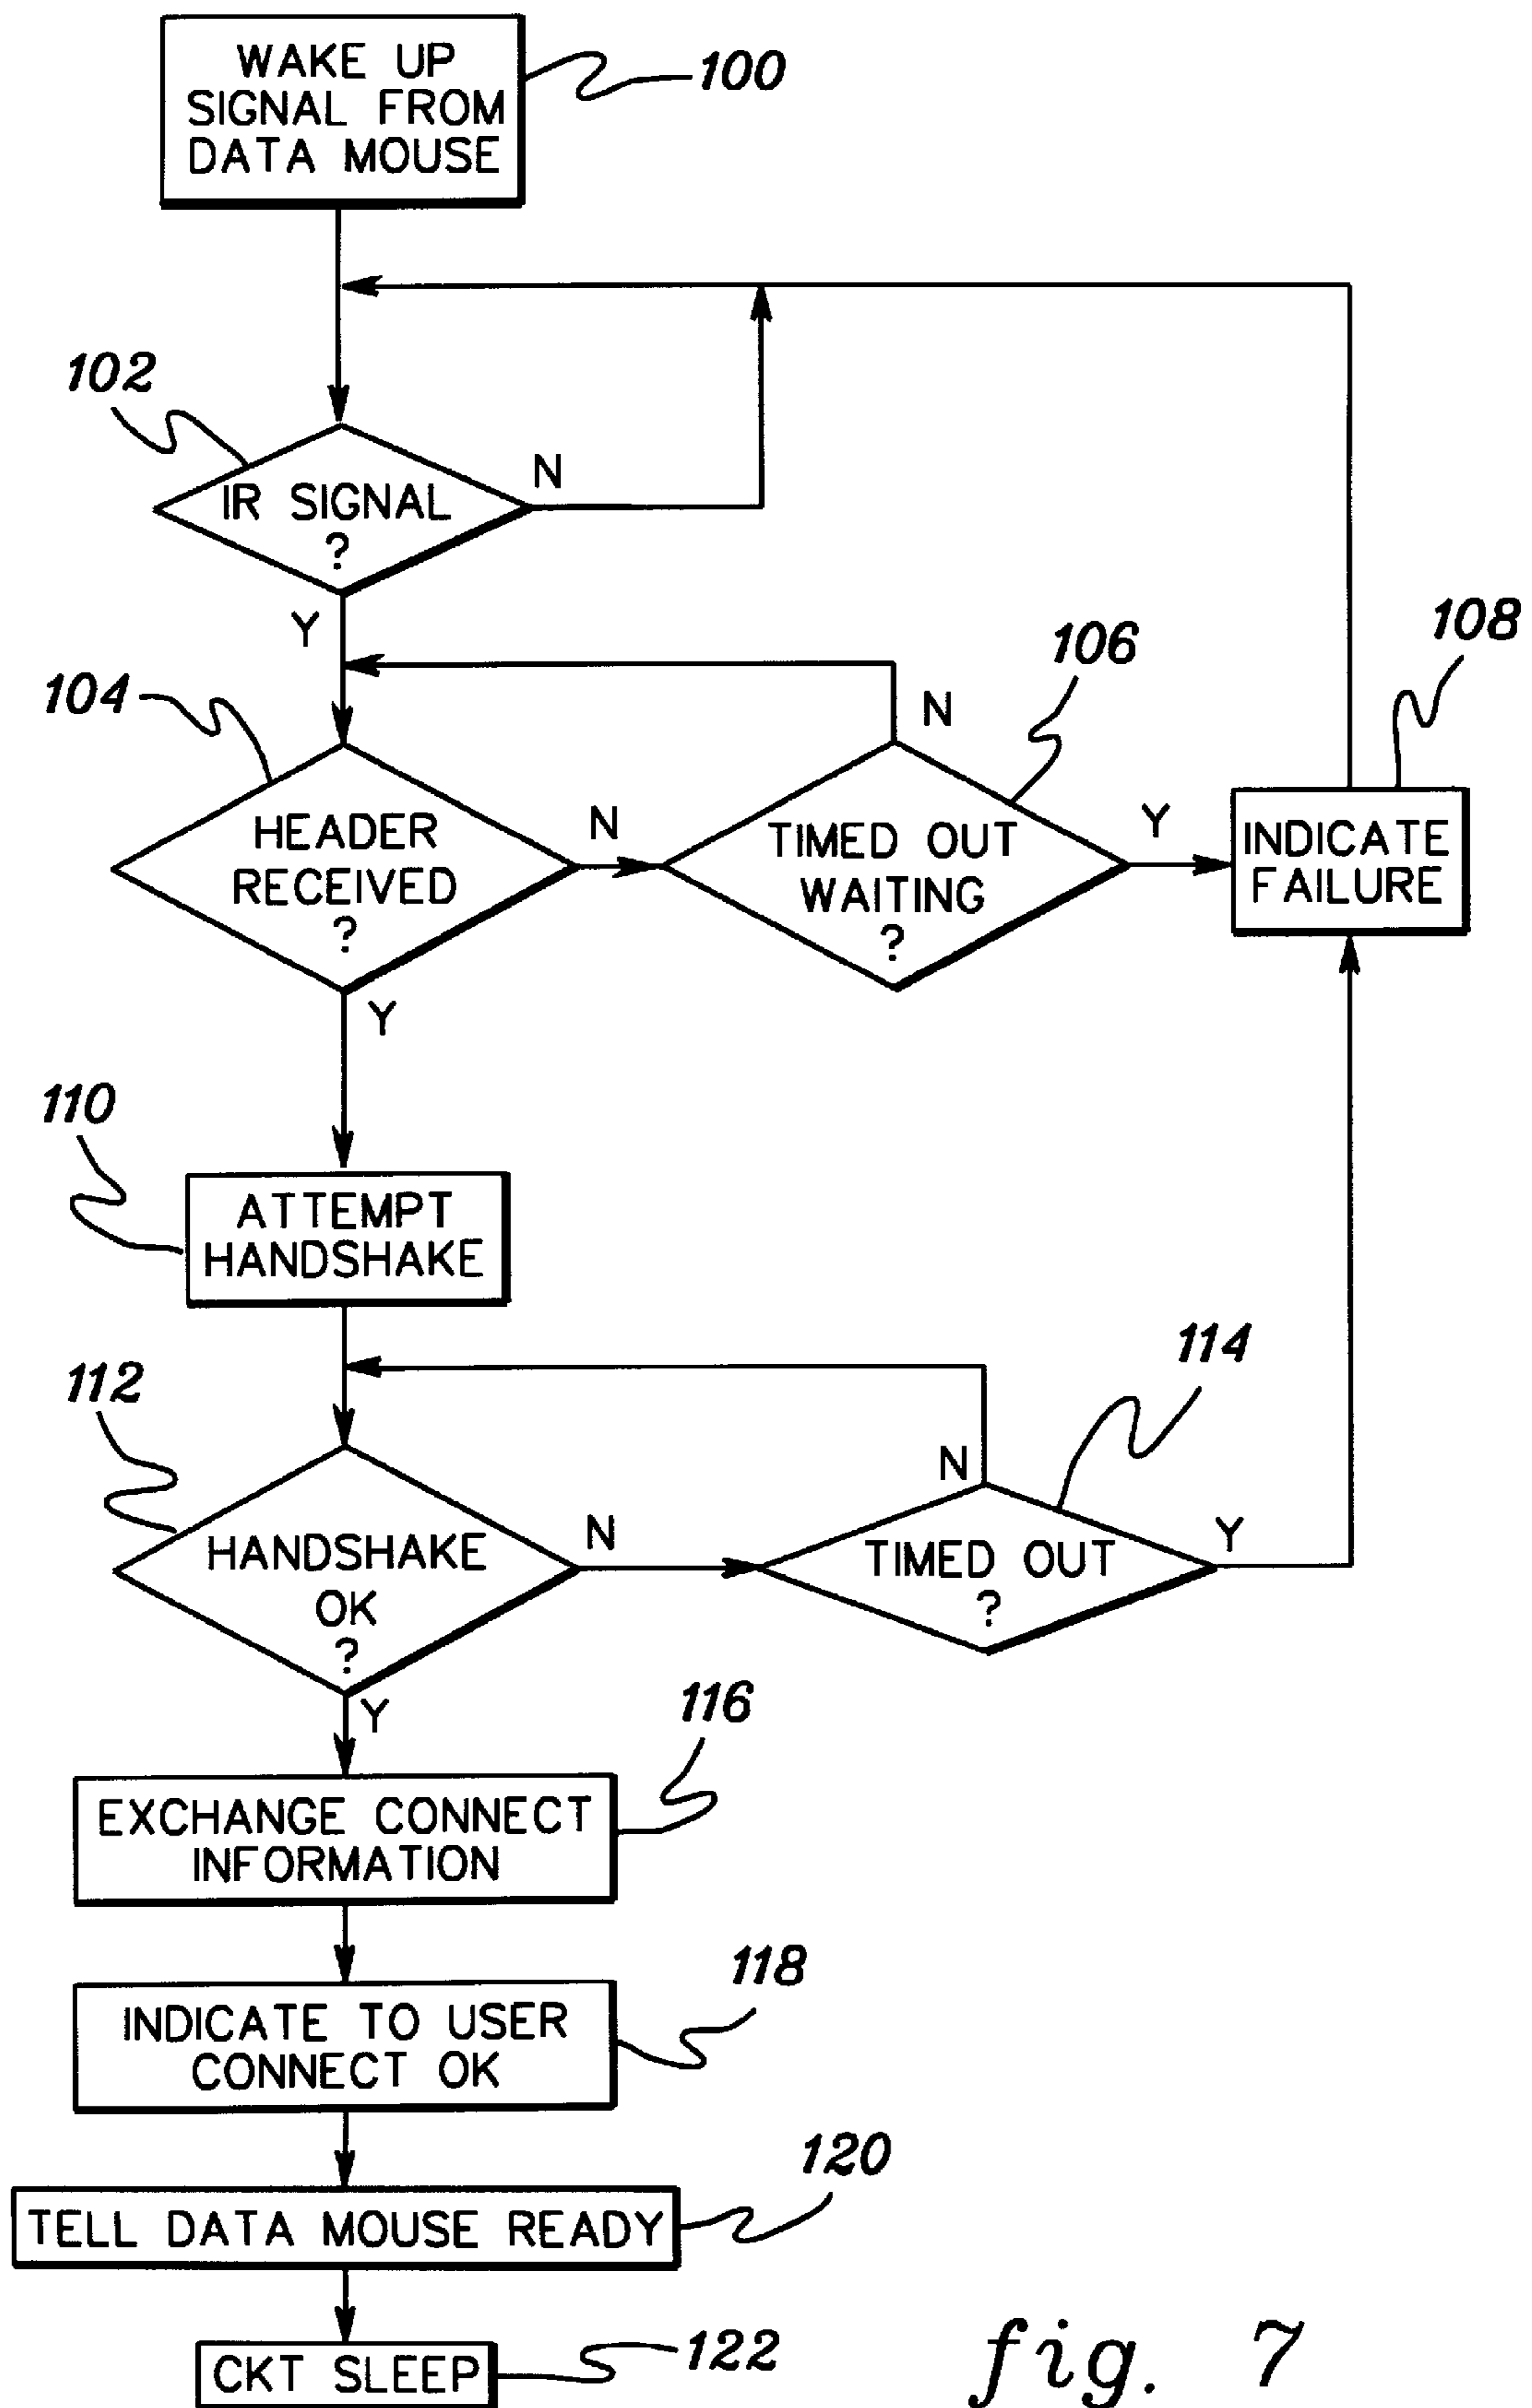 WAKE UP
SIGNAL FROM
DATA MOUSE
100
102
IR SIGNAL
?
N
Y
104
106
108
N
HEADER
RECEIVED
?
N
TIMED OUT
WAITING
?
Y
INDICATE
FAILURE
Y
110
ATTEMPT
HANDSHAKE
112
114
N
HANDSHAKE
OK
?
N
TIMED OUT
?
Y
Y
116
EXCHANGE CONNECT
INFORMATION
118
INDICATE TO USER
CONNECT OK
120
TELL DATA MOUSE READY
CKT SLEEP
122
fig. 7